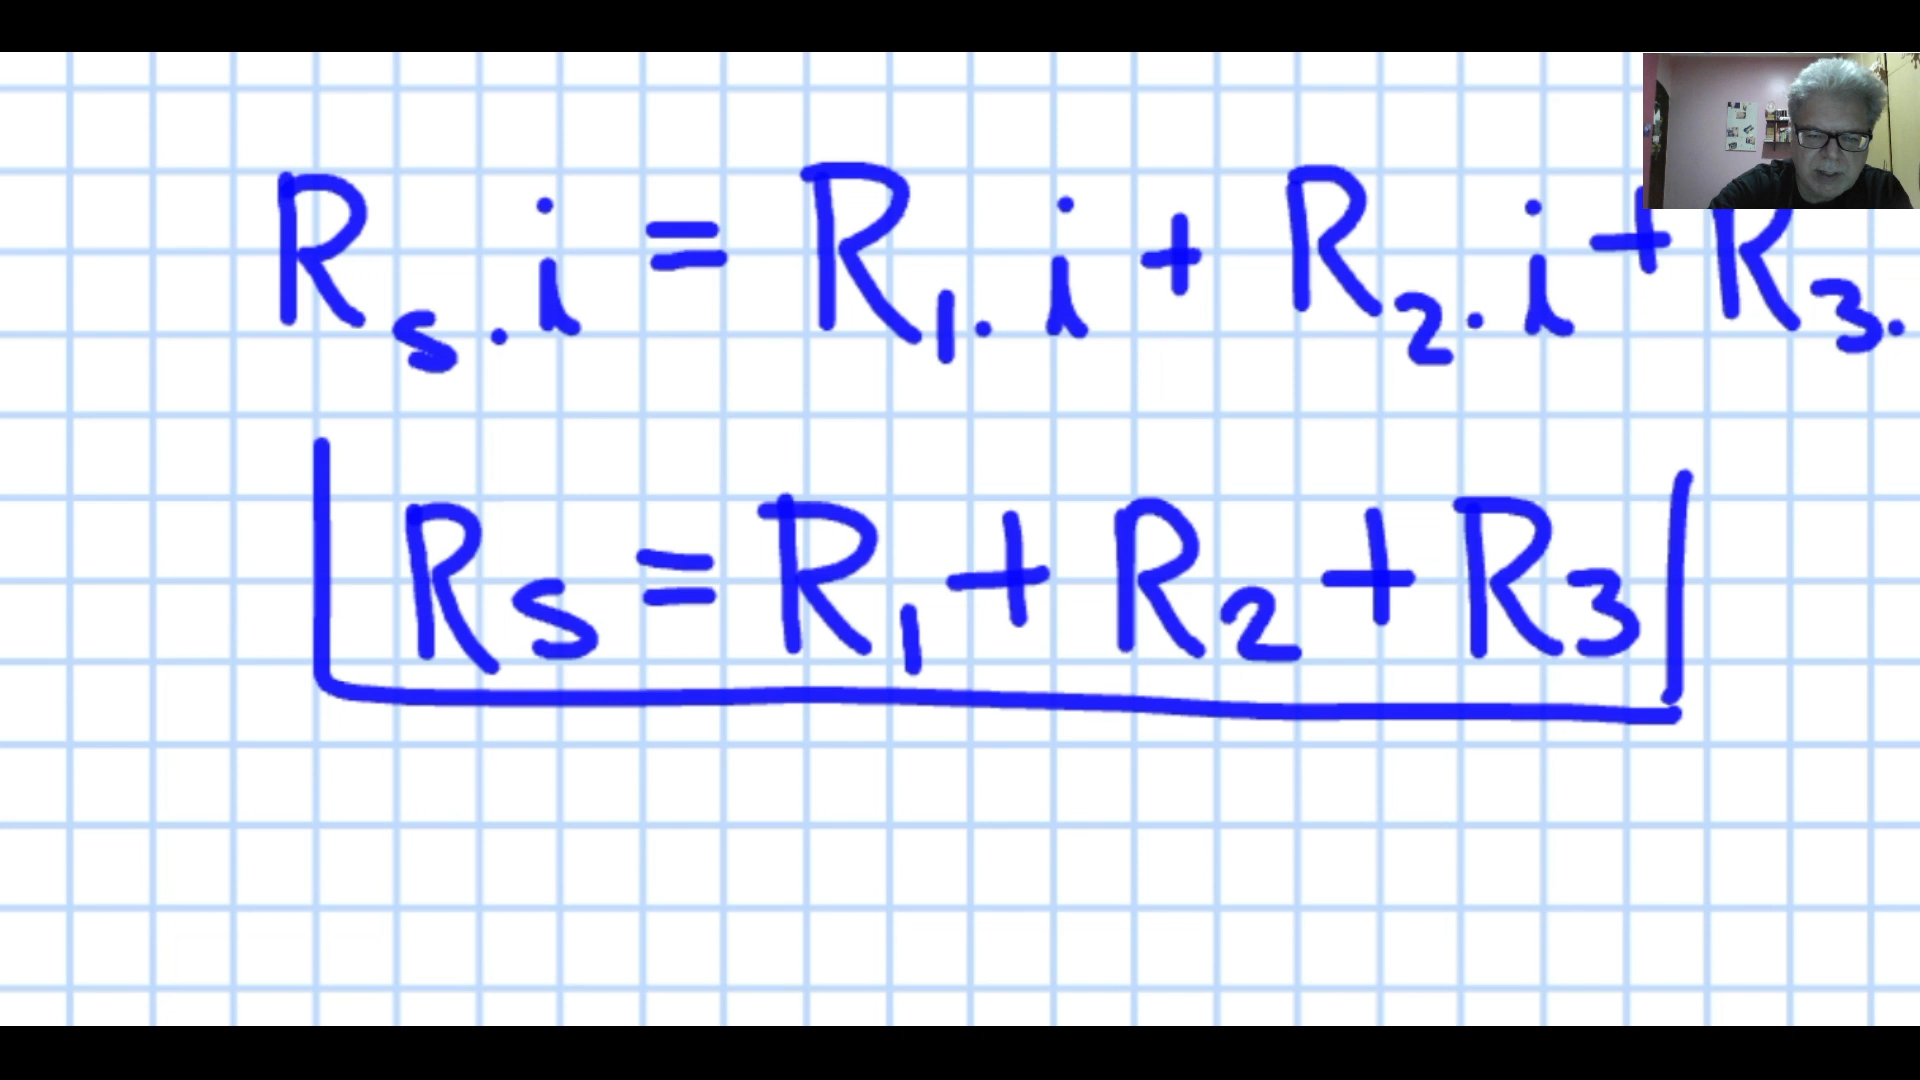 Rs.i = R1.i + R2.i + R3.
Rs = R1 + R2 + R3